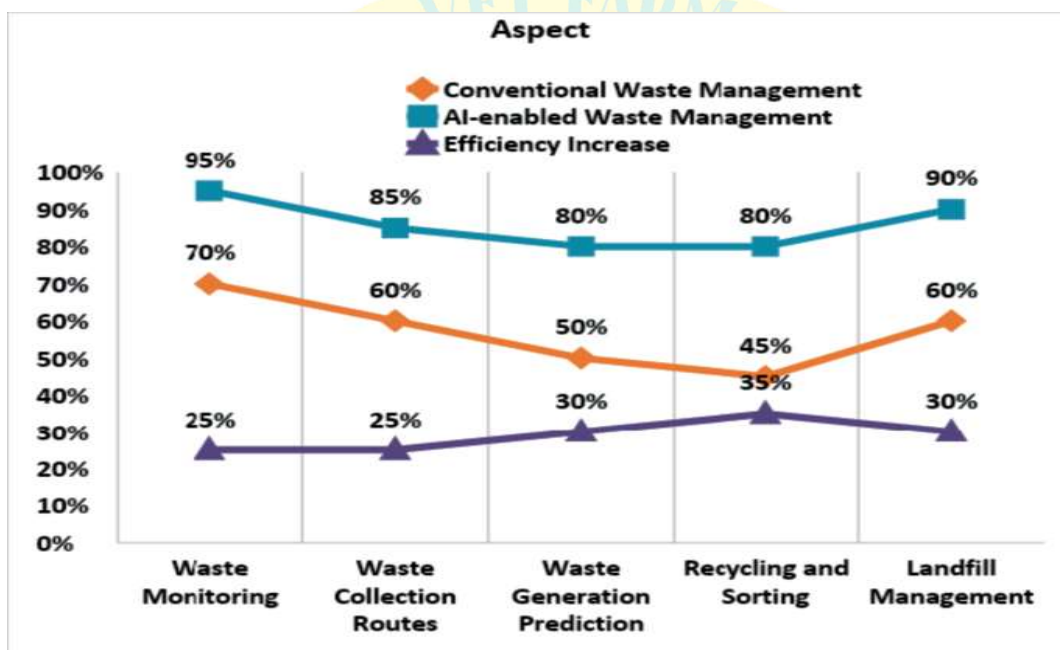 VET FARM
Aspect
Conventional Waste Management
AI-enabled Waste Management
Efficiency Increase
100%
90%
80%
70%
60%
50%
40%
30%
20%
10%
0%
95% 85% 80% 80% 90%
70% 60% 50% 45% 60%
25% 25% 30% 35% 30%
Waste Monitoring
Waste Collection Routes
Waste Generation Prediction
Recycling and Sorting
Landfill Management